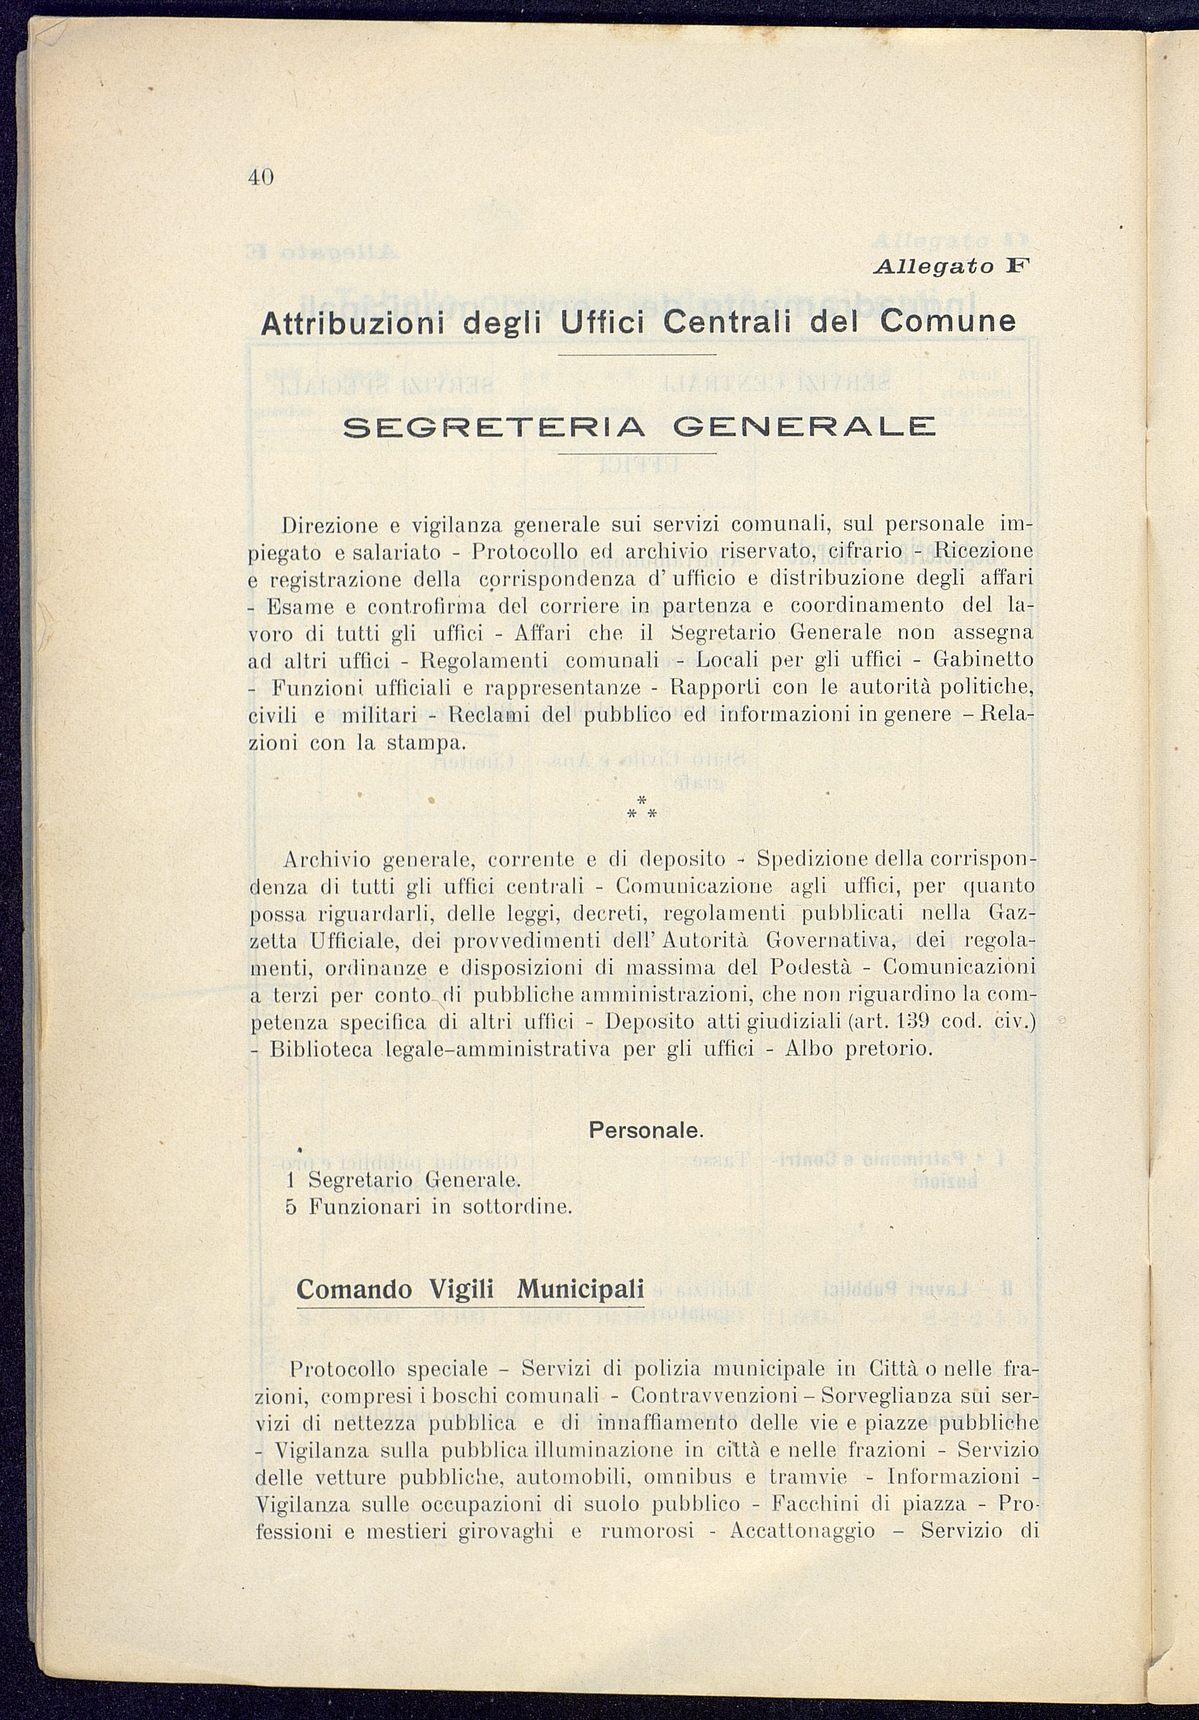 40
Allegato F
Attribuzioni degli Uffici Centrali del Comune
SEGRETERIA GENERALE
Direzione e vigilanza generale sui servizi comunali, sul personale im-
piegato e salariato - Protocollo ed archivio riservato, cifrario - Ricezione
e registrazione della corrispondenza d' ufficio e distribuzione degli affari
- Esame e controfirma del corriere in partenza e coordinamento del la-
voro di tutti gli uffici - Affari che il Segretario Generale non assegna
ad altri uffici - Regolamenti comunali - Locali per gli uffici - Gabinetto
- Funzioni ufficiali e rappresentanze - Rapporti con le autorità politiche,
civili e militari - Reclami del pubblico ed informazioni in genere – Rela-
zioni con la stampa.
*
* *
Archivio generale, corrente e di deposito - Spedizione della corrispon-
denza di tutti gli uffici centrali - Comunicazione agli uffici, per quanto
possa riguardarli, delle leggi, decreti, regolamenti pubblicati nella Gaz-
zetta Ufficiale, dei provvedimenti dell' Autorità Governativa, dei regola-
menti, ordinanze e disposizioni di massima del Podestà - Comunicazioni
a terzi per conto di pubbliche amministrazioni, che non riguardino la com-
petenza specifica di altri uffici - Deposito atti giudiziali (art. 139 cod. civ.)
- Biblioteca legale-amministrativa per gli uffici - Albo pretorio.
Personale.
1 Segretario Generale.
5 Funzionari in sottordine.
Comando Vigili Municipali
Protocollo speciale – Servizi di polizia municipale in Città o nelle fra-
zioni, compresi i boschi comunali - Contravvenzioni – Sorveglianza sui ser-
vizi di nettezza pubblica e di innaffiamento delle vie e piazze pubbliche
- Vigilanza sulla pubblica illuminazione in città e nelle frazioni - Servizio
delle vetture pubbliche, automobili, omnibus e tramvie - Informazioni -
Vigilanza sulle occupazioni di suolo pubblico - Facchini di piazza - Pro-
fessioni e mestieri girovaghi e rumorosi - Accattonaggio – Servizio di